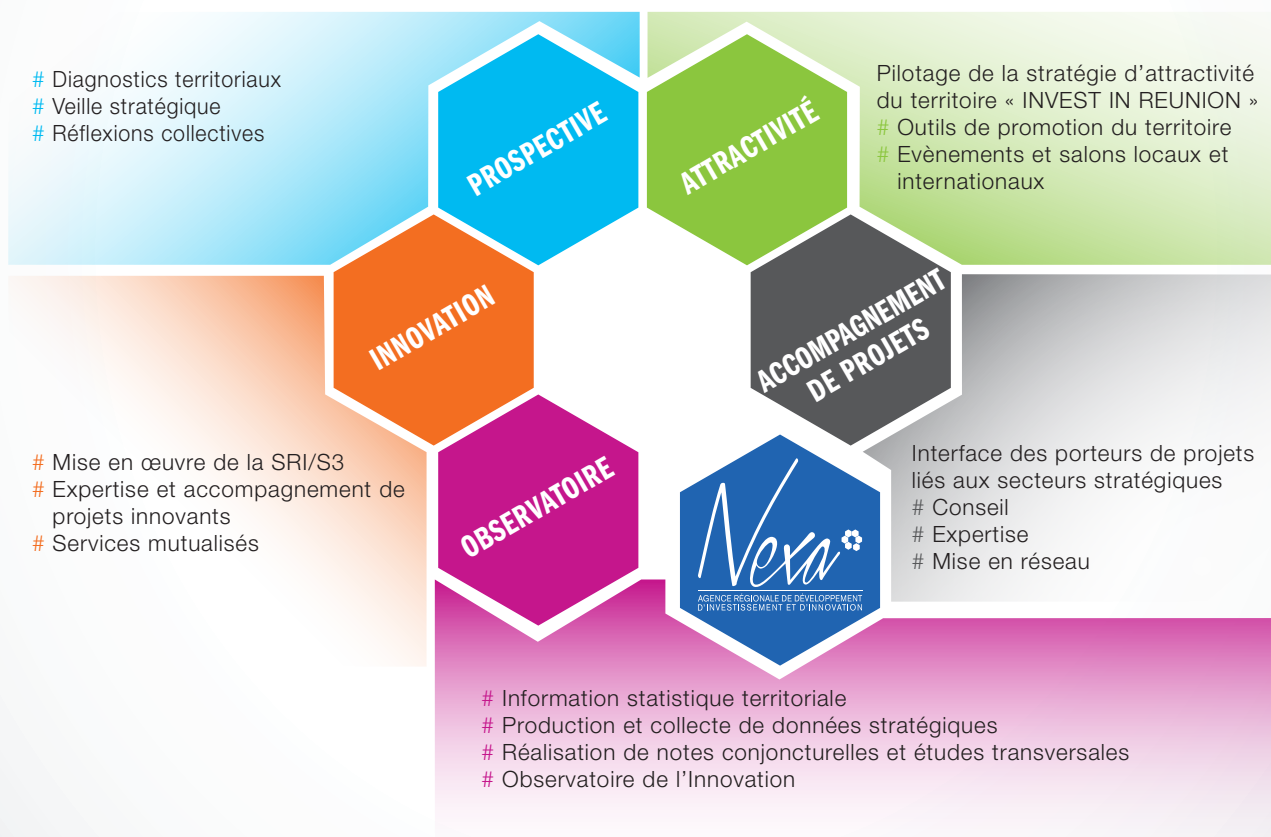 # Diagnostics territoriaux
# Veille stratégique
# Réflexions collectives
PROSPECTIVE
ATTRACTIVITÉ
Pilotage de la stratégie d'attractivité
du territoire « INVEST IN REUNION »
# Outils de promotion du territoire
# Evènements et salons locaux et
internationaux
INNOVATION
ACCOMPAGNEMENT
DE PROJETS
# Mise en œuvre de la SRI/S3
# Expertise et accompagnement de
projets innovants
# Services mutualisés
OBSERVATOIRE
Nexa
AGENCE RÉGIONALE DE DÉVELOPPEMENT
D'INVESTISSEMENT ET D'INNOVATION
Interface des porteurs de projets
liés aux secteurs stratégiques
# Conseil
# Expertise
# Mise en réseau
# Information statistique territoriale
# Production et collecte de données stratégiques
# Réalisation de notes conjoncturelles et études transversales
# Observatoire de l'Innovation